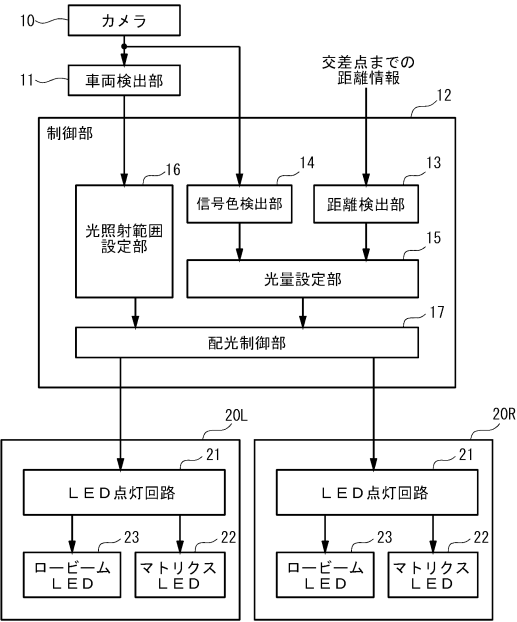 10
カメラ
11
車両検出部
交差点までの
距離情報
12
制御部
16
14
13
光照射範囲
設定部
信号色検出部
距離検出部
15
光量設定部
17
配光制御部
20L
20R
21
LED点灯回路
21
LED点灯回路
23
22
ロービーム
LED
マトリクス
LED
23
22
ロービーム
LED
マトリクス
LED